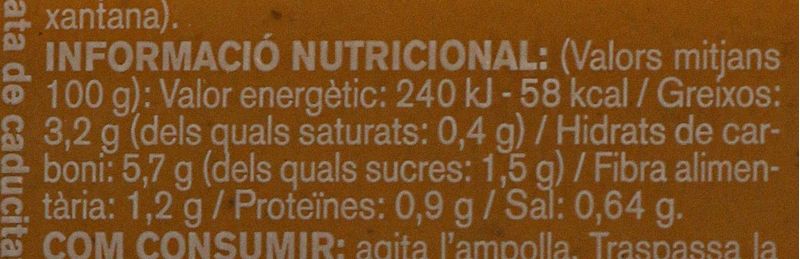 xantana).
INFORMACIÓ NUTRICIONAL: (Valors mitjans
100 g): Valor energètic: 240 kJ - 58 kcal / Greixos:
3,2 g (dels quals saturats: 0,4 g) / Hidrats de car-
boni: 5,7 g (dels quals sucres: 1,5 g) / Fibra alimen-
tària: 1,2 g / Proteïnes: 0,9 g / Sal: 0,64 g.
COM CONSUMIR: agita l'ampolla. Traspassa la
ata de caducita